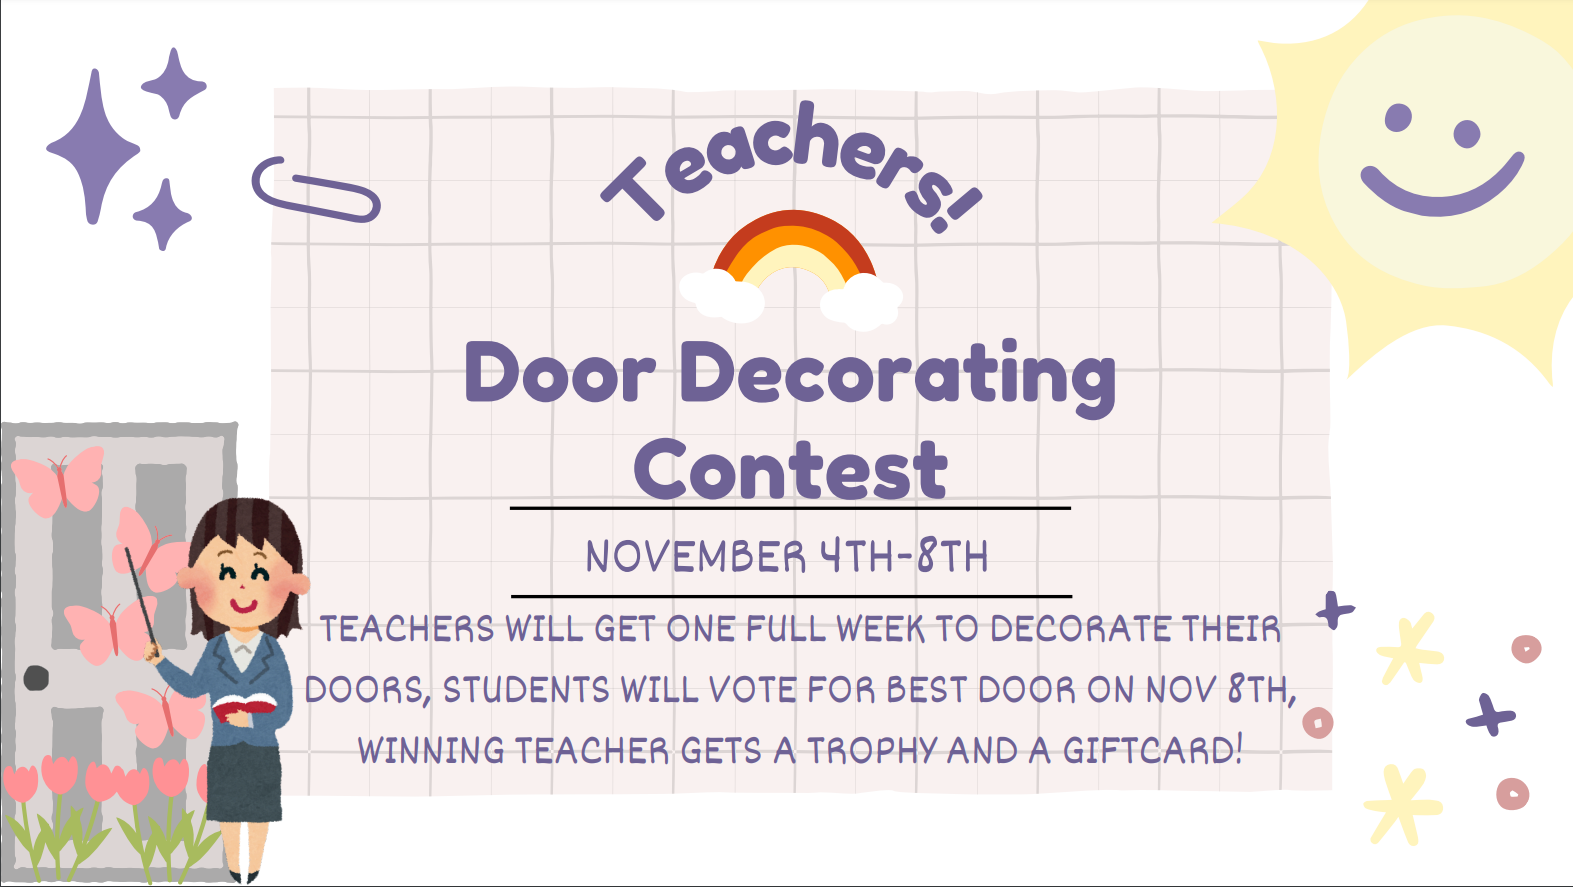 Teachers!
Door Decorating
Contest
NOVEMBER 4TH-8TH
TEACHERS WILL GET ONE FULL WEEK TO DECORATE THEIR
DOORS, STUDENTS WILL VOTE FOR BEST DOOR ON NOV 8TH,
WINNING TEACHER GETS A TROPHY AND A GIFTCARD!